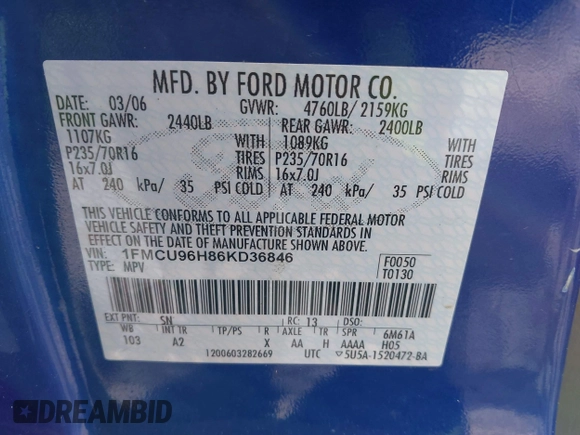 MFD. BY FORD MOTOR CO.
DATE: 03/06 GVWR: 4760LB/ 2159KG
FRONT GAWR: 2440LB REAR GAWR: 2400LB
1107KG WITH 1089KG WITH
P235/70R16 TIRES P235/70R16 TIRES
16x7.0J RIMS 16x7.0J RIMS
AT 240 kPa/ 35 PSI COLD AT 240 kPa/ 35 PSI COLD
THIS VEHICLE CONFORMS TO ALL APPLICABLE FEDERAL MOTOR
VEHICLE SAFETY AND THEFT PREVENTION STANDARDS IN
EFFECT ON THE DATE OF MANUFACTURE SHOWN ABOVE.
VIN: 1FMCU96H86KD36846 F0050
TYPE: MPV T0130
EXT PNT: SN RC: 13 DSO:
WB INT TR TP/PS R AXLE TR SPR 6M61A
103 A2 X AA H AAAA H05
1200603282669 UTC 5U5A-1520472-BA
Ford
DREAMBID